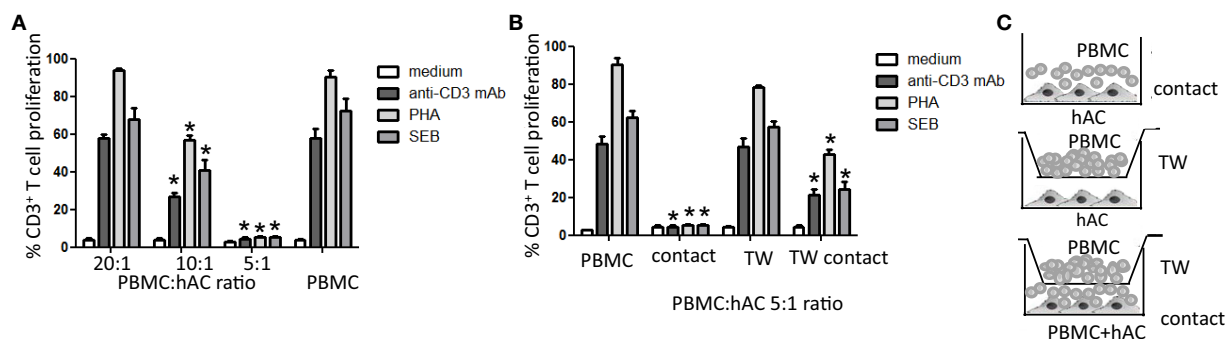 A
% CD3⁺ T cell proliferation
100
80
60
40
20
0
medium
anti-CD3 mAb
PHA
SEB
*
*
*
* * *
20:1 10:1 5:1 PBMC
PBMC:hAC ratio
B
% CD3⁺ T cell proliferation
100
80
60
40
20
0
medium
anti-CD3 mAb
PHA
SEB
* * *
*
*
*
PBMC contact TW TW contact
PBMC:hAC 5:1 ratio
C
PBMC
contact
hAC
PBMC
TW
hAC
PBMC
TW
contact
PBMC+hAC